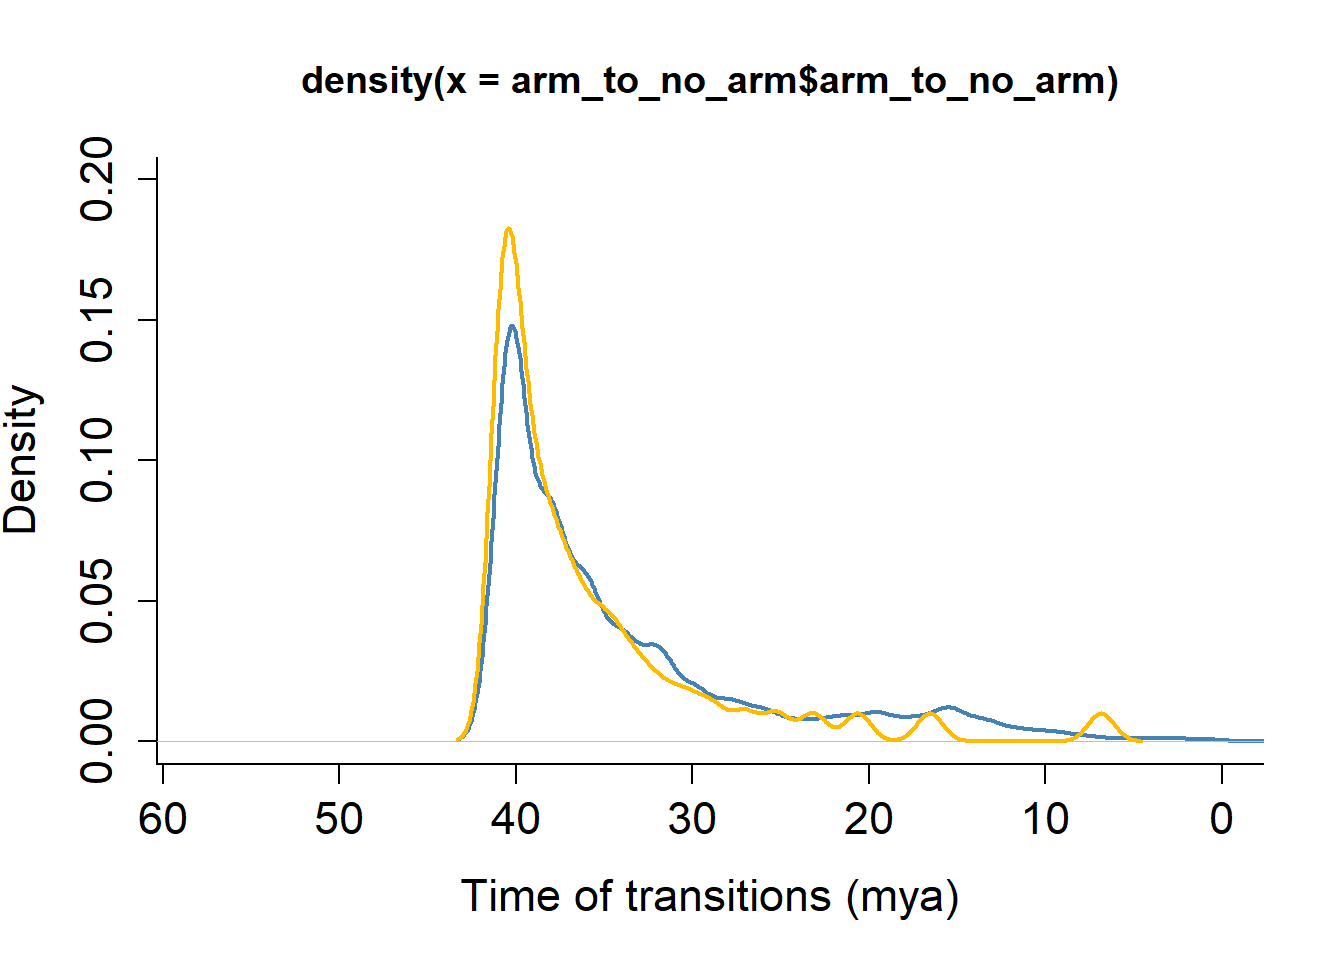 density(x = arm_to_no_arm$arm_to_no_arm)
Density
0.20
0.15
0.10
0.05
0.00
60 50 40 30 20 10 0
Time of transitions (mya)